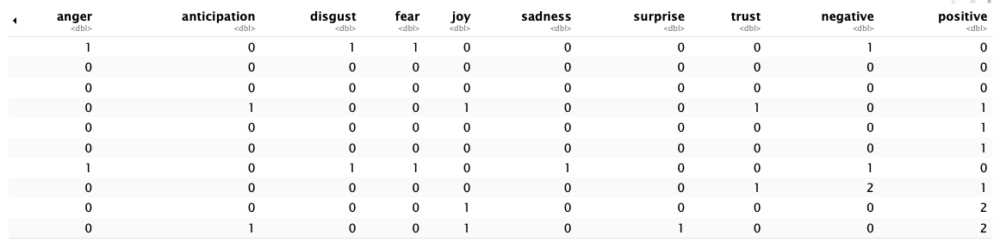 anger anticipation disgust fear joy sadness surprise trust negative positive
<dbl> <dbl> <dbl> <dbl> <dbl> <dbl> <dbl> <dbl> <dbl> <dbl>
1 0 1 1 0 0 0 0 1 0
0 0 0 0 0 0 0 0 0 0
0 0 0 0 0 0 0 0 0 0
0 1 0 0 1 0 0 1 0 1
0 0 0 0 0 0 0 0 0 1
0 0 0 0 0 0 0 0 0 1
1 0 1 1 0 1 0 0 1 0
0 0 0 0 0 0 0 1 2 1
0 0 0 0 1 0 0 0 0 2
0 1 0 0 1 0 1 0 0 2